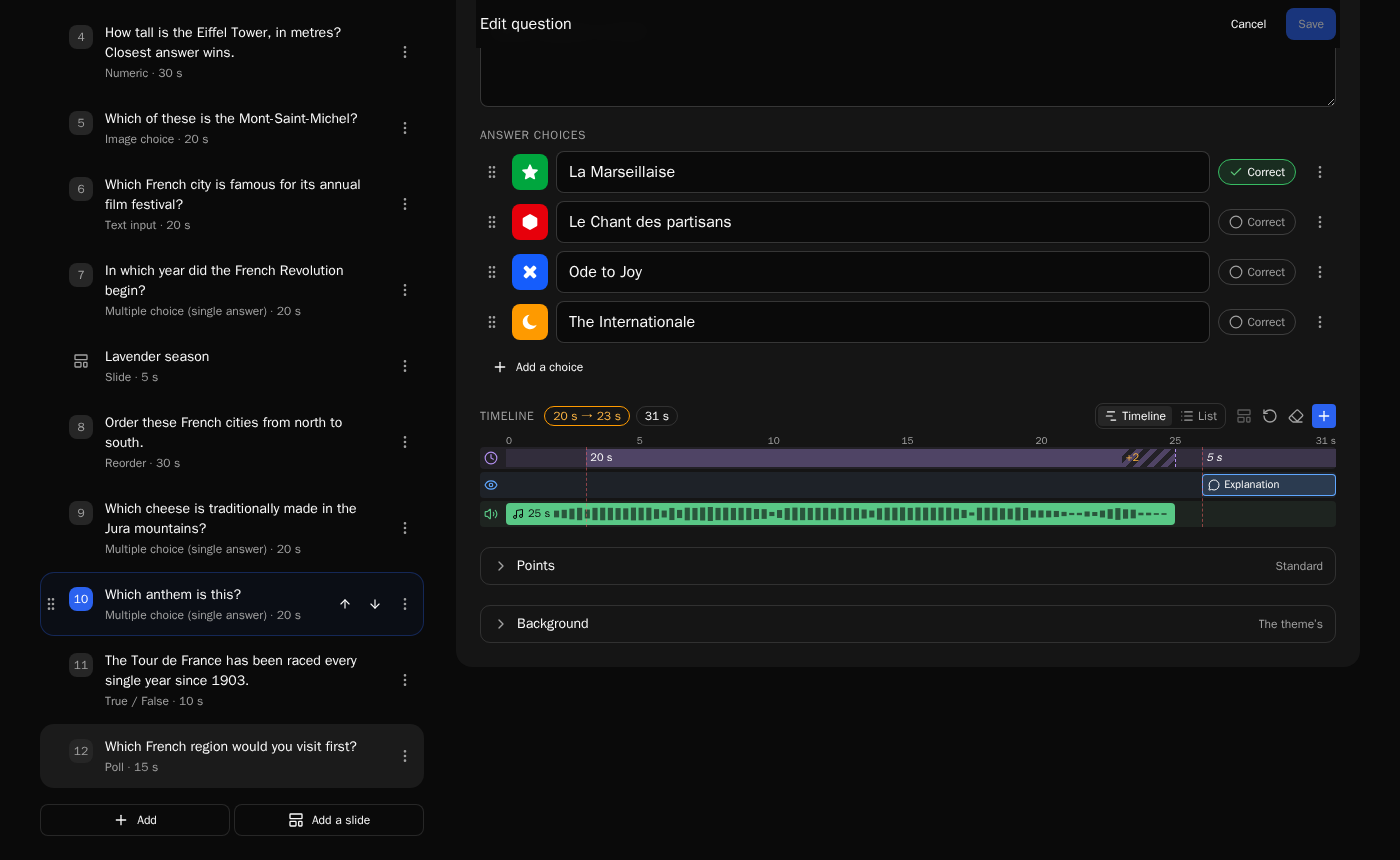 4
How tall is the Eiffel Tower, in metres?
Closest answer wins.
Numeric · 30 s
5
Which of these is the Mont-Saint-Michel?
Image choice · 20 s
6
Which French city is famous for its annual
film festival?
Text input · 20 s
7
In which year did the French Revolution
begin?
Multiple choice (single answer) · 20 s
Lavender season
Slide · 5 s
8
Order these French cities from north to
south.
Reorder · 30 s
9
Which cheese is traditionally made in the
Jura mountains?
Multiple choice (single answer) · 20 s
10
Which anthem is this?
Multiple choice (single answer) · 20 s
11
The Tour de France has been raced every
single year since 1903.
True / False · 10 s
12
Which French region would you visit first?
Poll · 15 s
Add
Add a slide
Edit question
Cancel
Save
ANSWER CHOICES
La Marseillaise
Correct
Le Chant des partisans
Correct
Ode to Joy
Correct
The Internationale
Correct
Add a choice
TIMELINE
20 s → 23 s
31 s
Timeline
List
0 5 10 15 20 25 31 s
20 s
+2
5 s
Explanation
25 s
Points
Standard
Background
The theme's